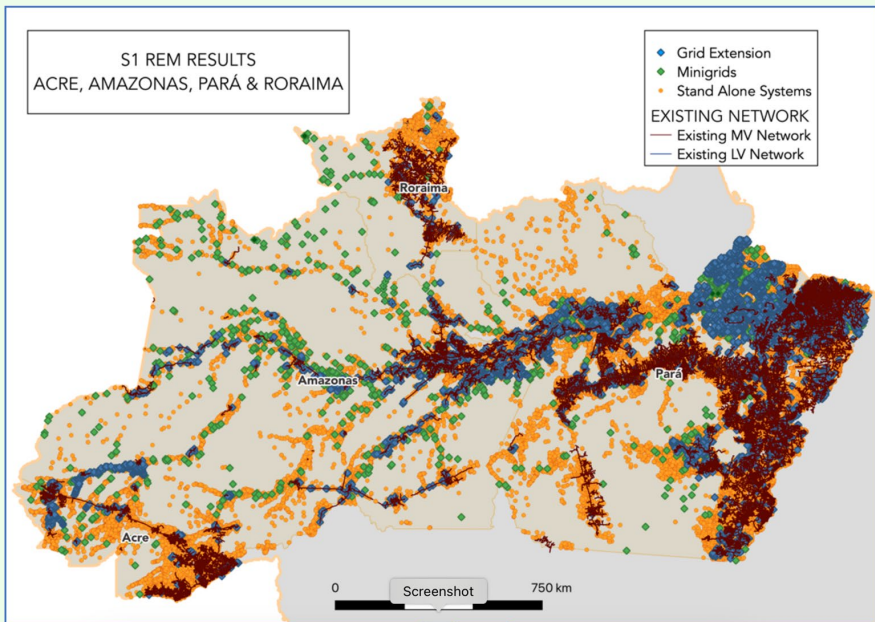 S1 REM RESULTS
ACRE, AMAZONAS, PARÁ & RORAIMA
Grid Extension
Minigrids
Stand Alone Systems
EXISTING NETWORK
Existing MV Network
Existing LV Network
Roraima
Amazonas
Pará
Acre
0
750 km
Screenshot